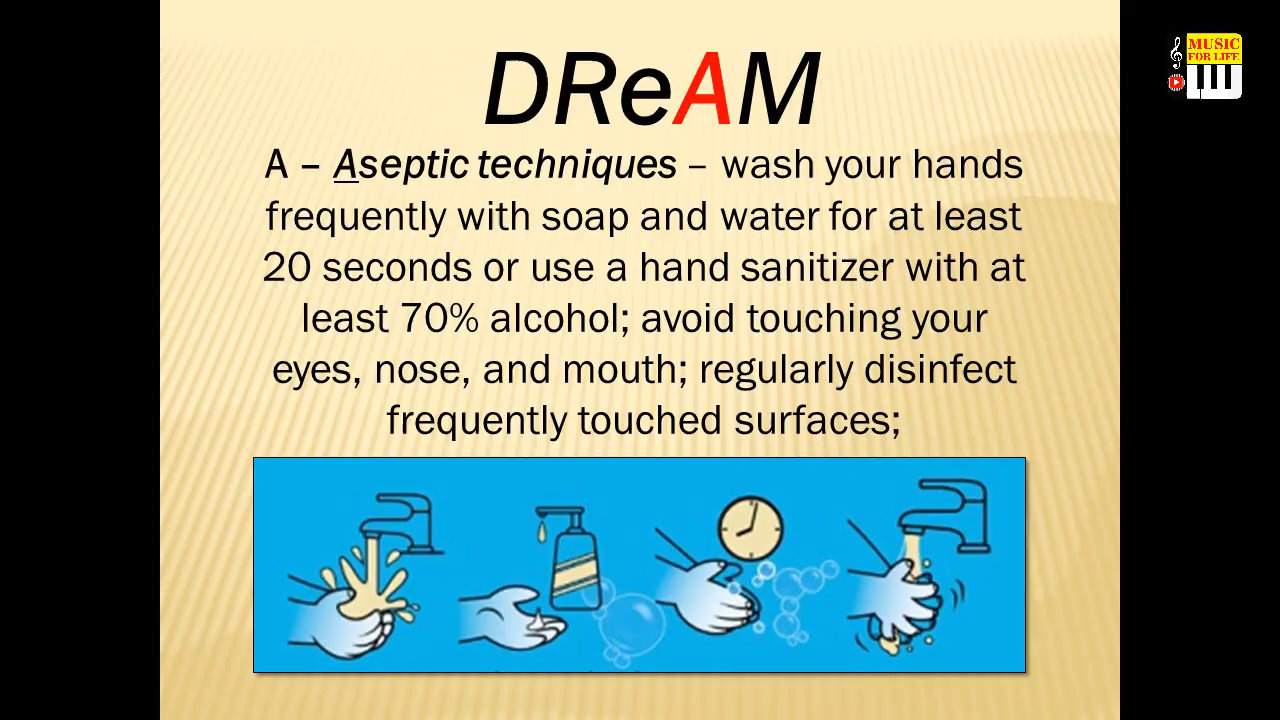 DReAM
A – Aseptic techniques – wash your hands
frequently with soap and water for at least
20 seconds or use a hand sanitizer with at
least 70% alcohol; avoid touching your
eyes, nose, and mouth; regularly disinfect
frequently touched surfaces;
MUSIC
FOR LIFE